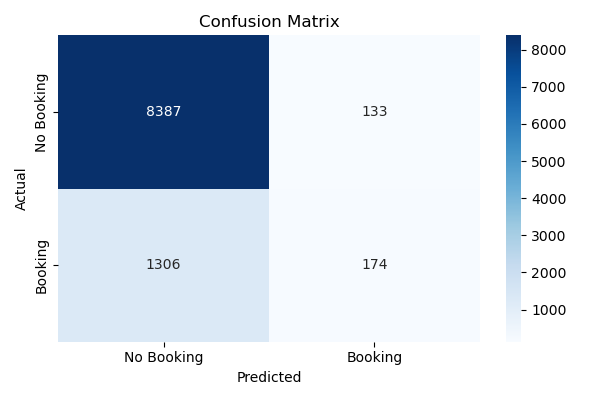 Confusion Matrix
Actual
No Booking
Booking
8387
133
1306
174
No Booking
Booking
Predicted
8000
7000
6000
5000
4000
3000
2000
1000